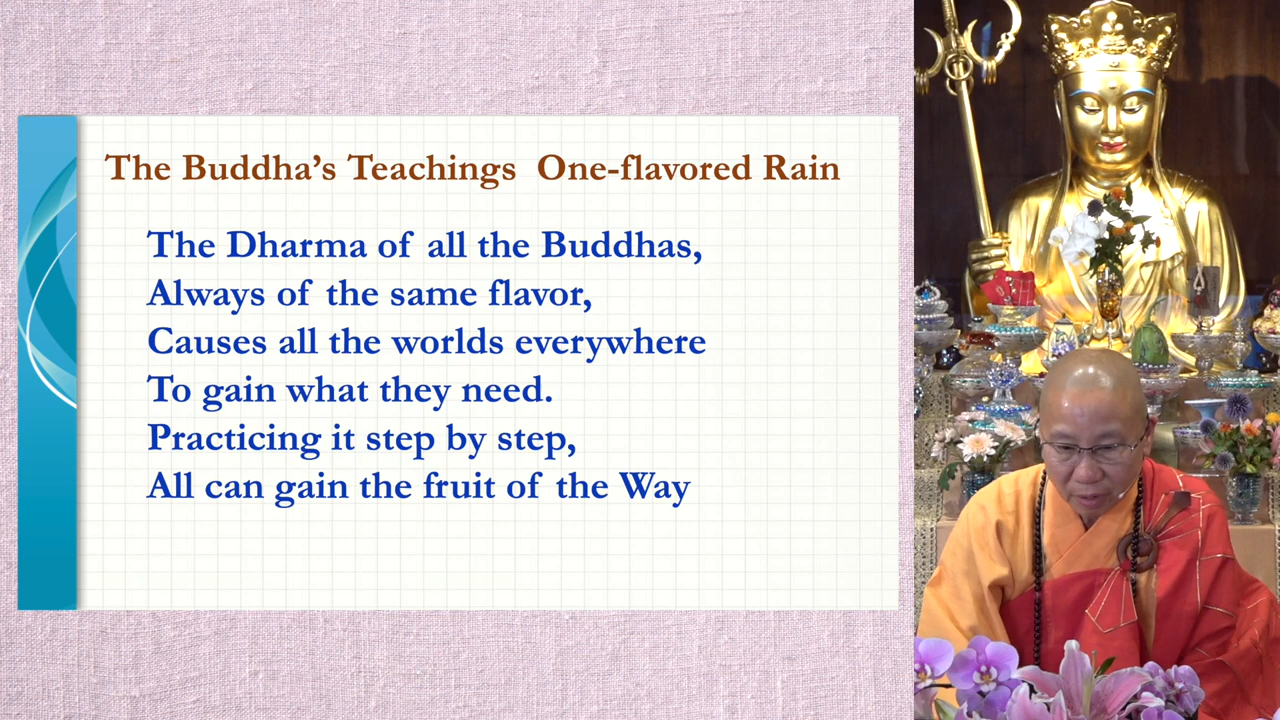 The Buddha’s Teachings One-flavored Rain
The Dharma of all the Buddhas,
Always of the same flavor,
Causes all the worlds everywhere
To gain what they need.
Practicing it step by step,
All can gain the fruit of the Way